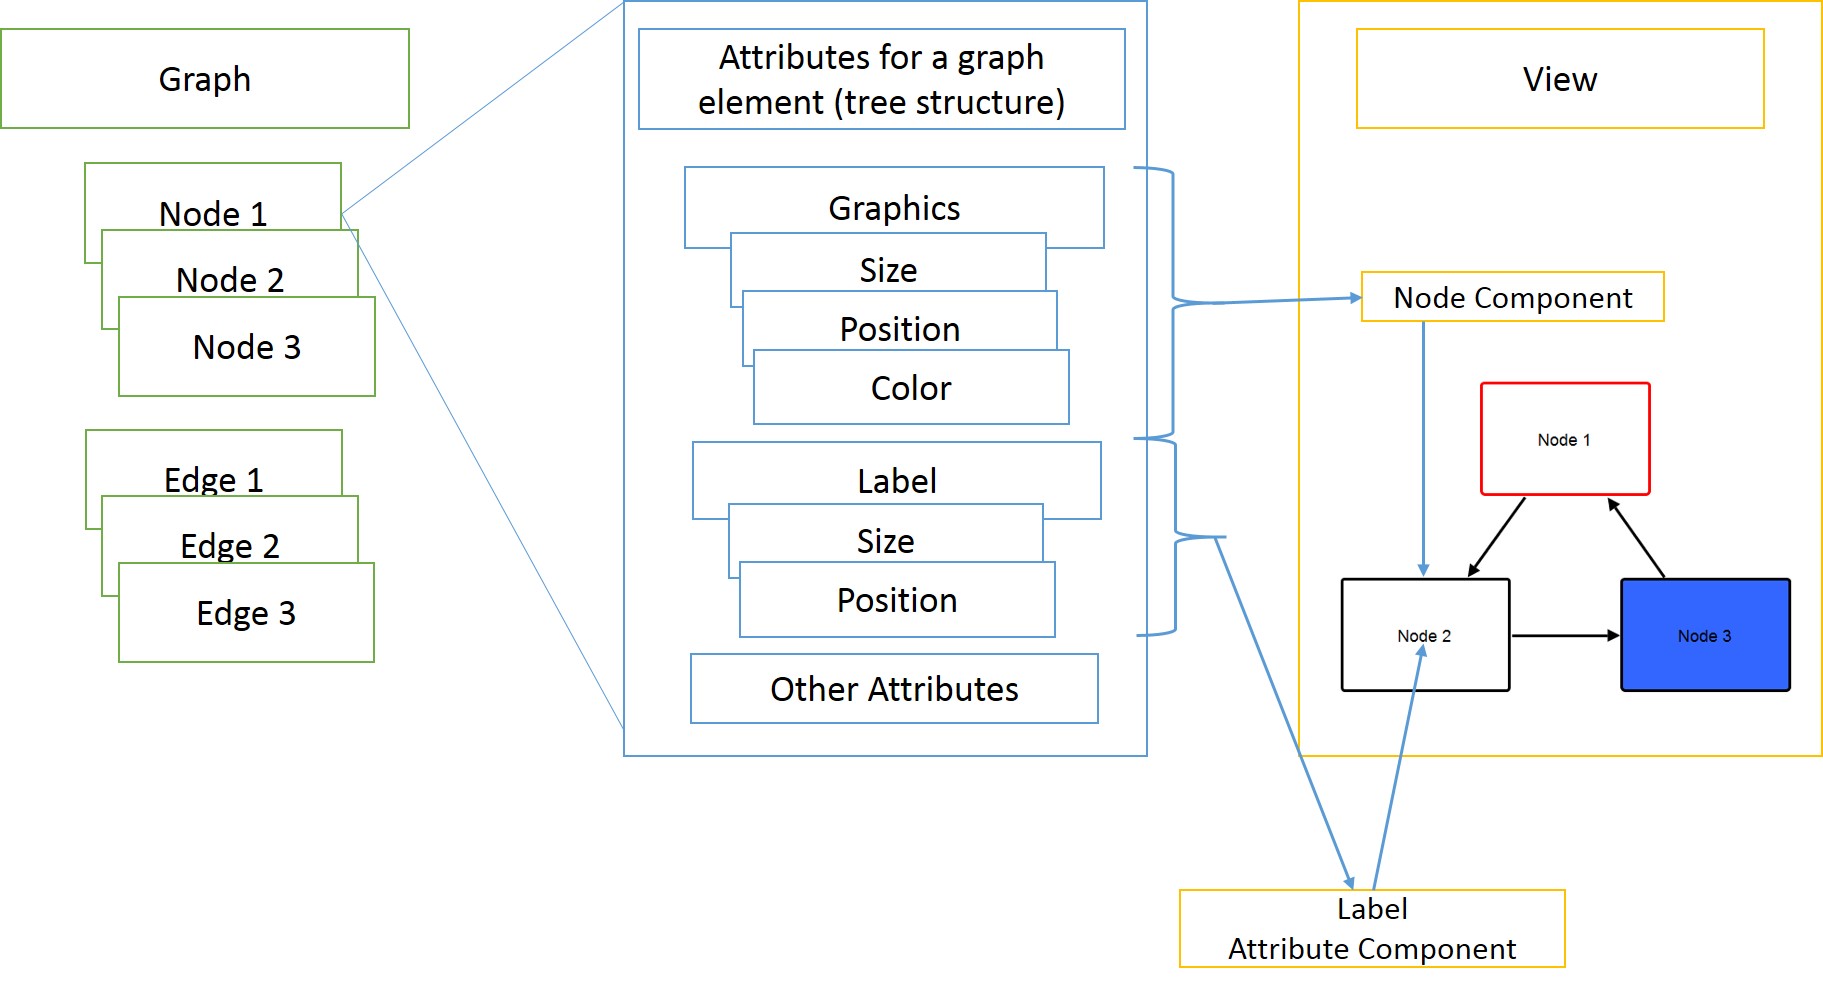 Graph
Node 1
Node 2
Node 3
Edge 1
Edge 2
Edge 3
Attributes for a graph
element (tree structure)
Graphics
Size
Position
Color
Label
Size
Position
Other Attributes
View
Node Component
Node 1
Node 2
Node 3
Label
Attribute Component